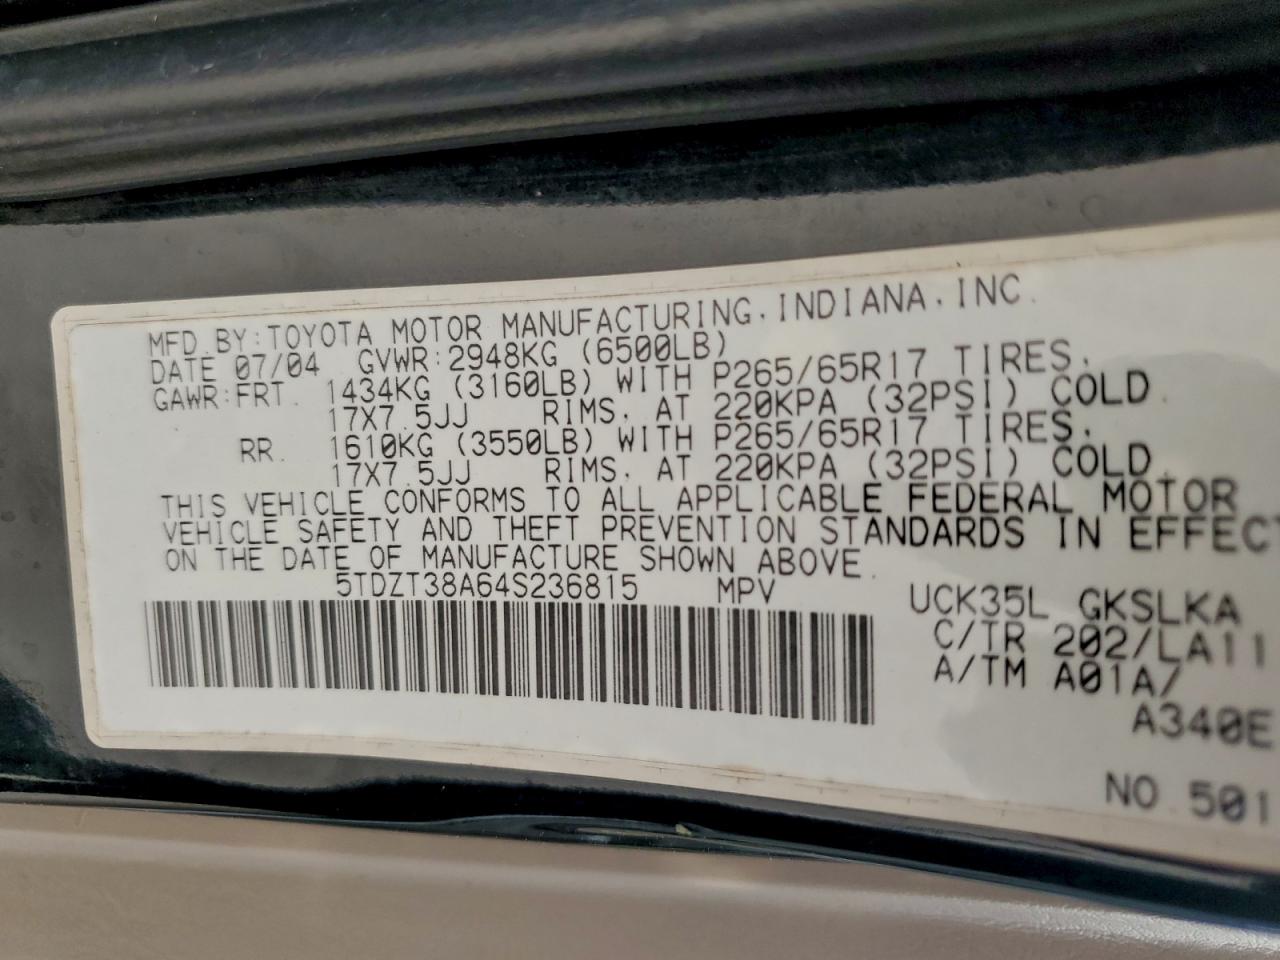 MFD BY: TOYOTA MOTOR MANUFACTURING, INDIANA, INC.
DATE 07/04 GVWR: 2948KG (6500LB)
GAWR: FRT. 1434KG (3160LB) WITH P265/65R17 TIRES.
17X7.5JJ RIMS, AT 220KPA (32PSI) COLD.
RR. 1610KG (3550LB) WITH P265/65R17 TIRES.
17X7.5JJ RIMS, AT 220KPA (32PSI) COLD.
THIS VEHICLE CONFORMS TO ALL APPLICABLE FEDERAL MOTOR
VEHICLE SAFETY AND THEFT PREVENTION STANDARDS IN EFFECT
ON THE DATE OF MANUFACTURE SHOWN ABOVE.
5TDZT38A64S236815 MPV
UCK35L GKSLKA
C/TR 202/LA11
A/TM A01A/
A340E
NO 501